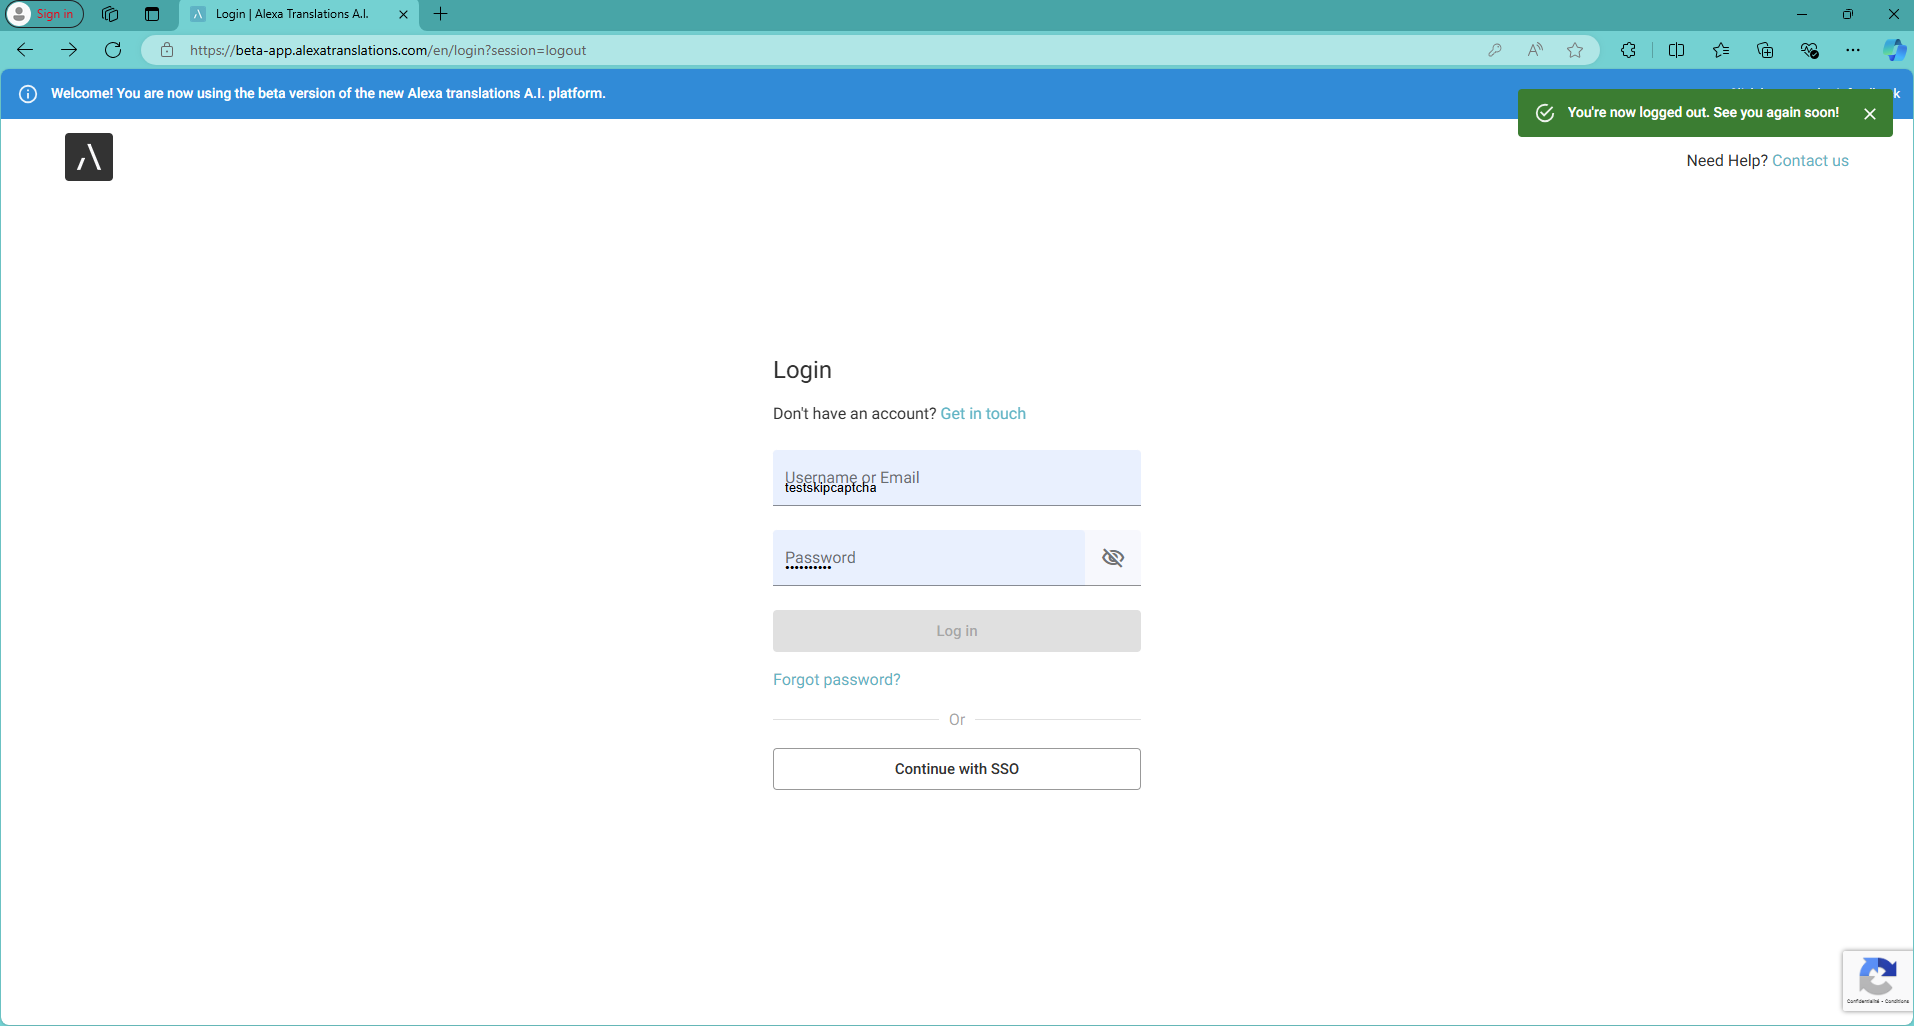 Sign in
Login | Alexa Translations A.I.
https://beta-app.alexatranslations.com/en/login?session=logout
Welcome! You are now using the beta version of the new Alexa translations A.I. platform.
You're now logged out. See you again soon!
Need Help? Contact us
Login
Don't have an account? Get in touch
Username or Email
testskipcaptcha
Password
Log in
Forgot password?
Or
Continue with SSO
Confidentialité - Conditions